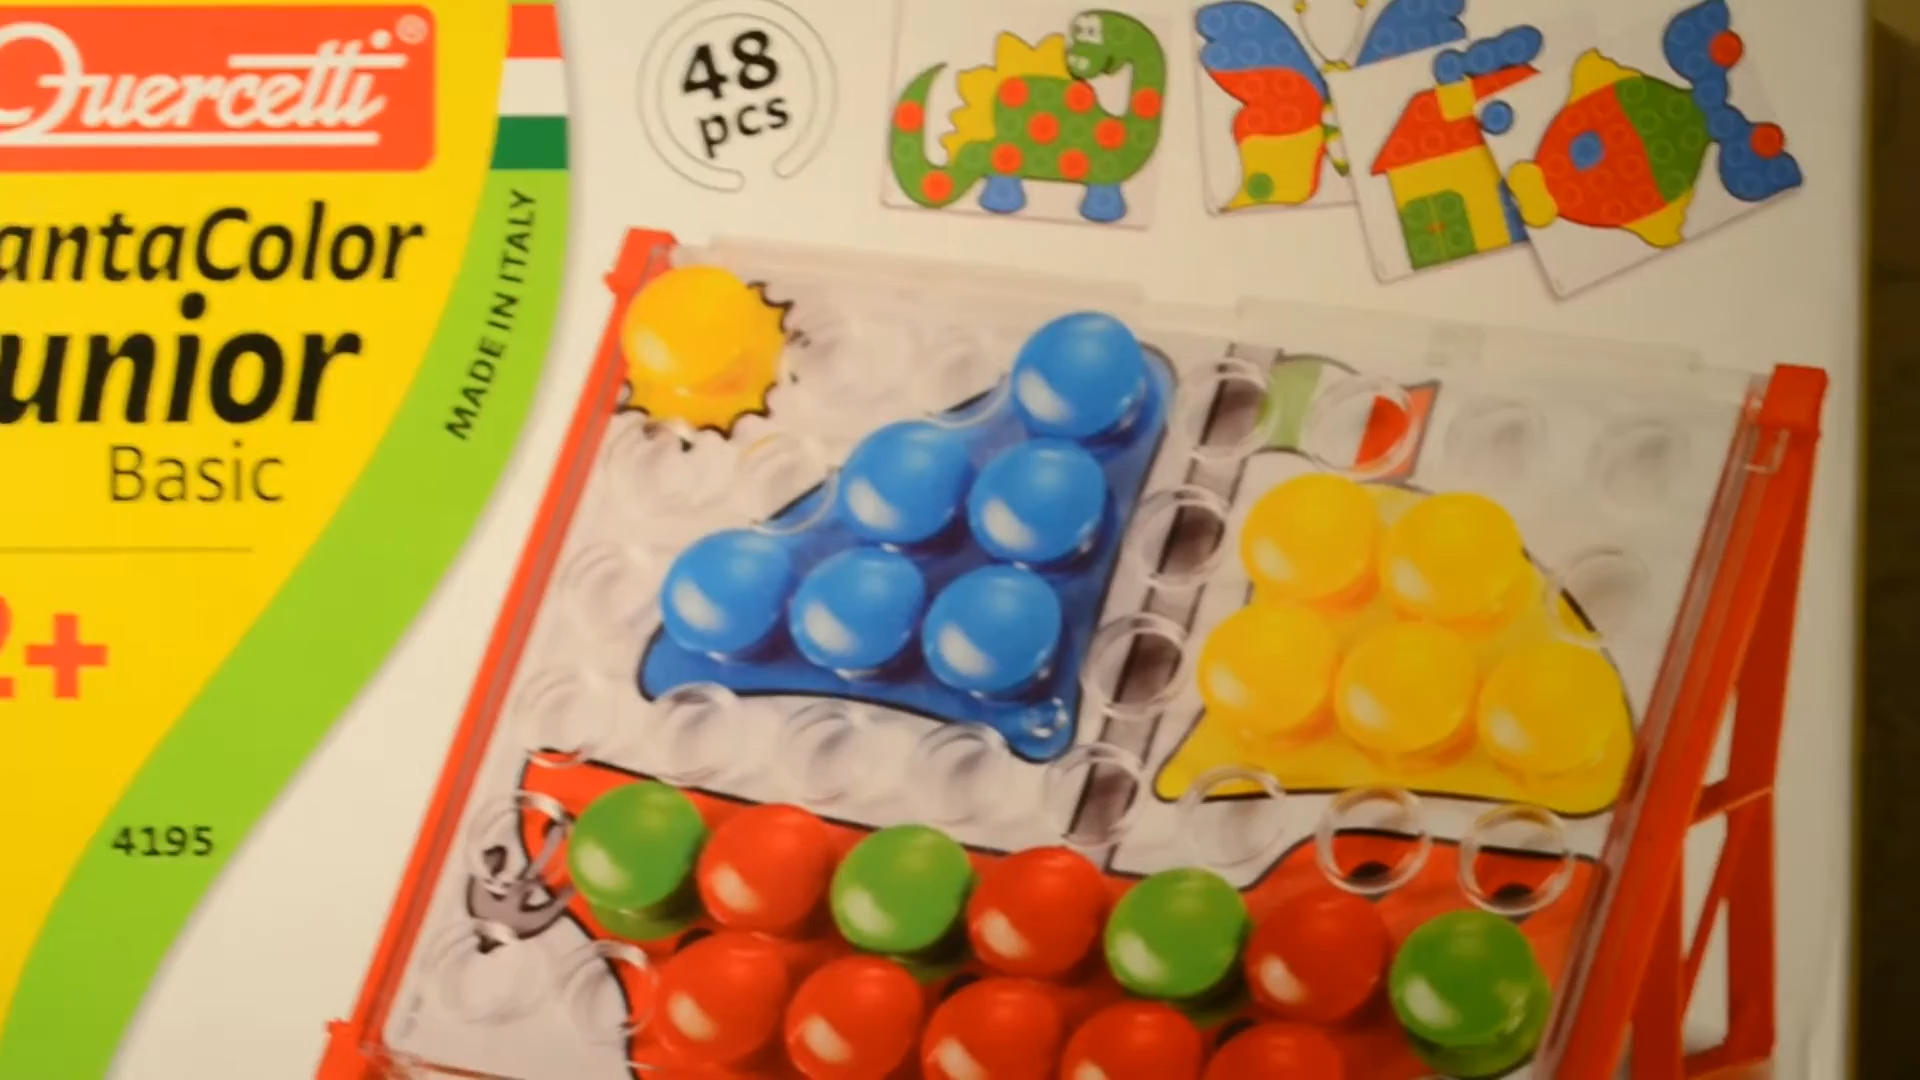 Quercetti®
48
pcs
antaColor
unior
Basic
MADE IN ITALY
2+
4195